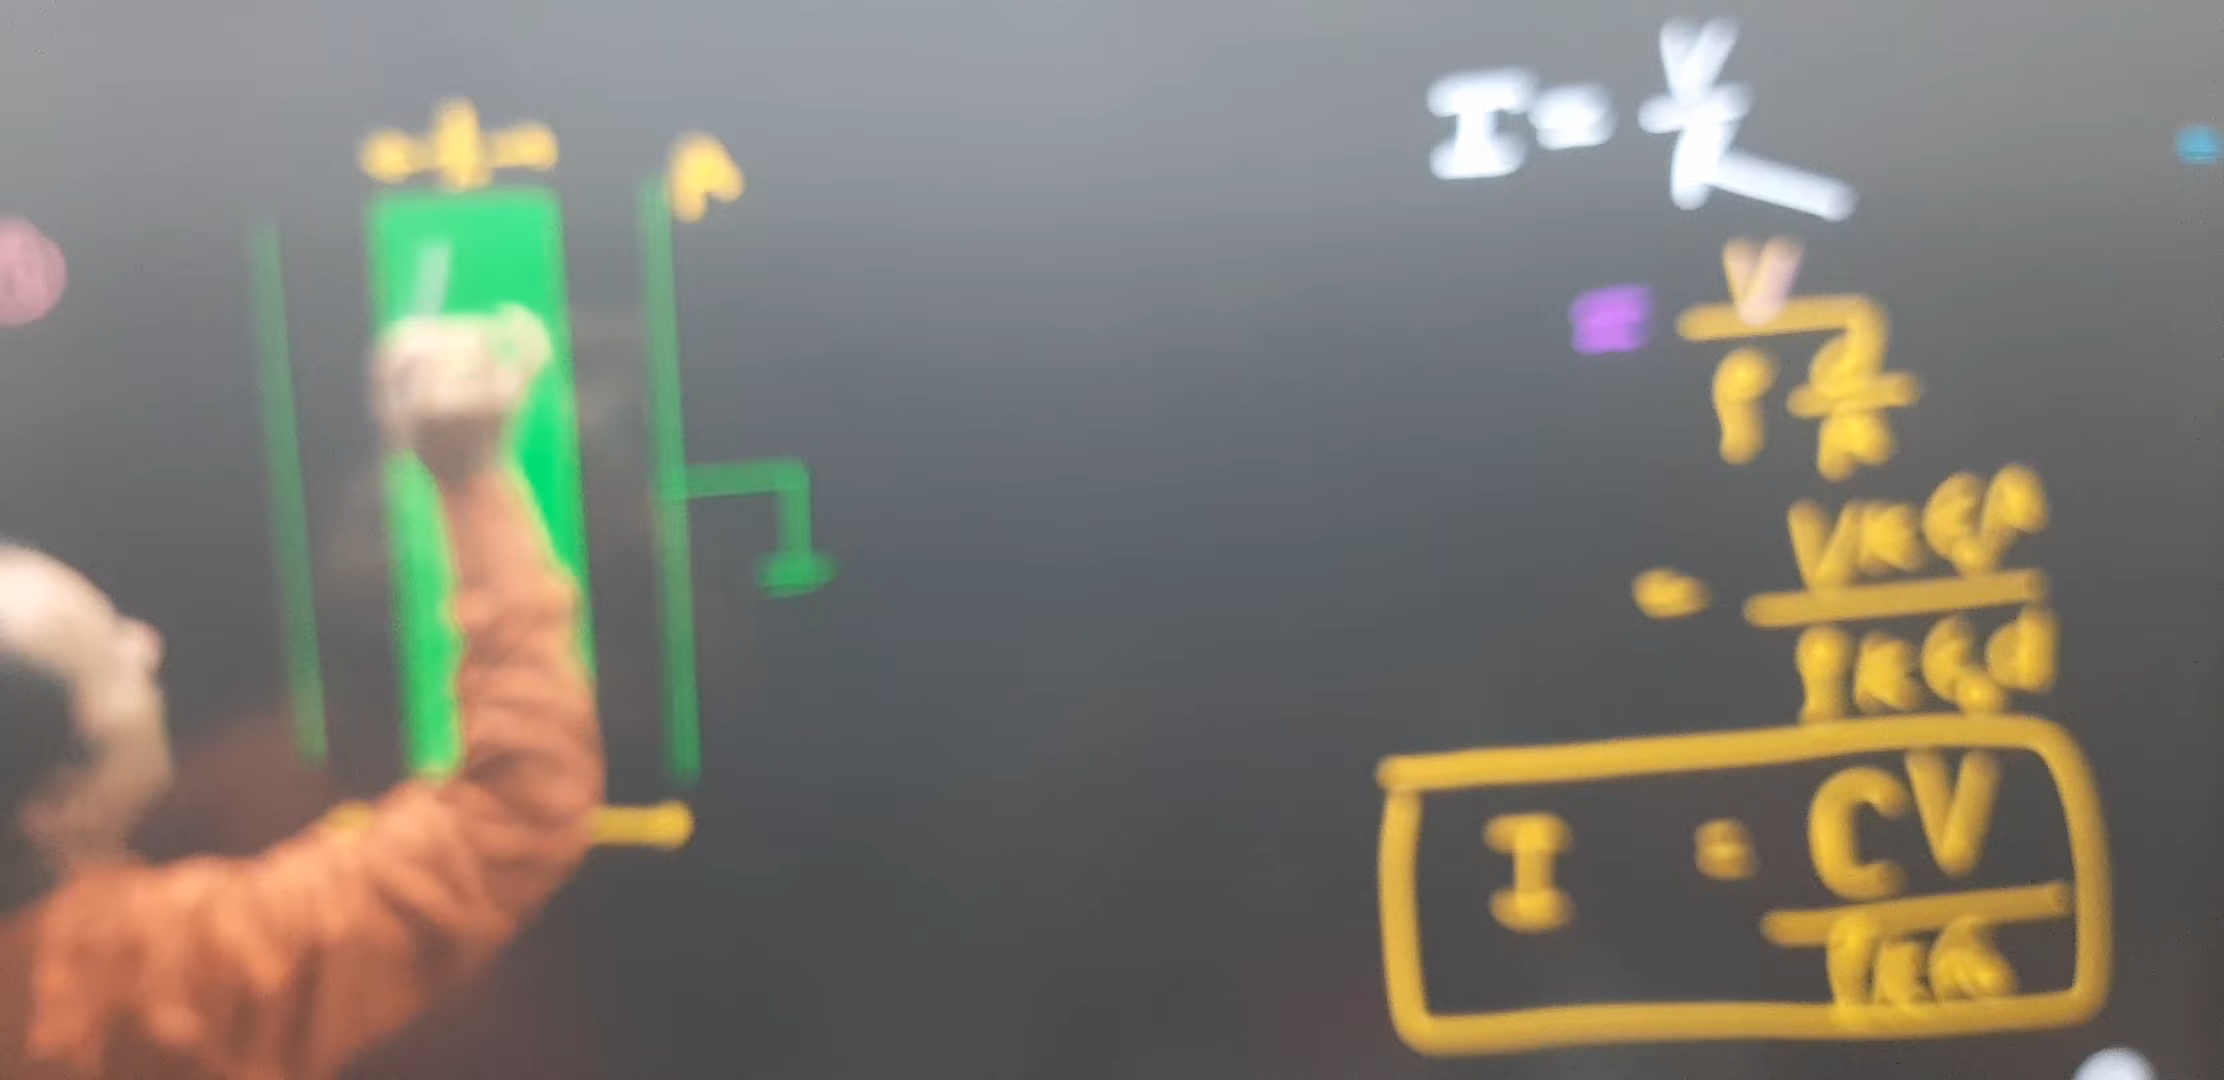 t
A
I = V/R
= V/(ρ d/A)
= VKε₀A/ρKε₀d
I = CV/ρKε₀